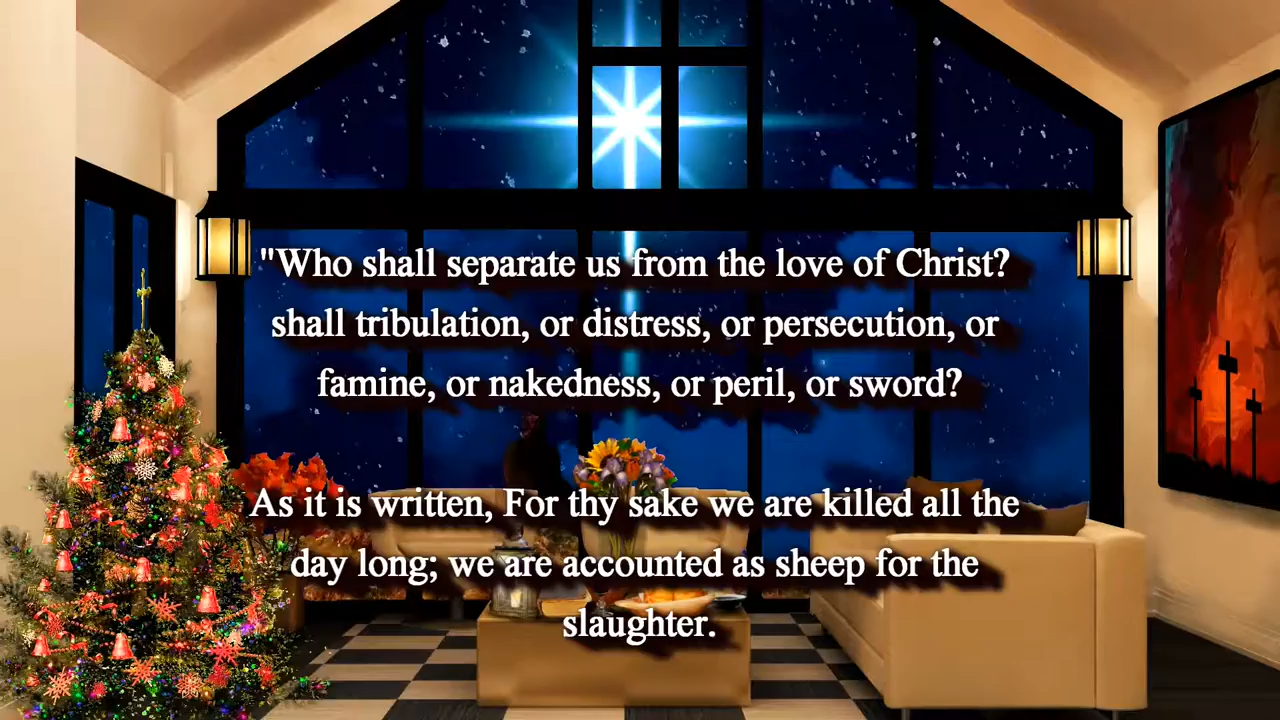 "Who shall separate us from the love of Christ?
shall tribulation, or distress, or persecution, or
famine, or nakedness, or peril, or sword?
As it is written, For thy sake we are killed all the
day long; we are accounted as sheep for the
slaughter.